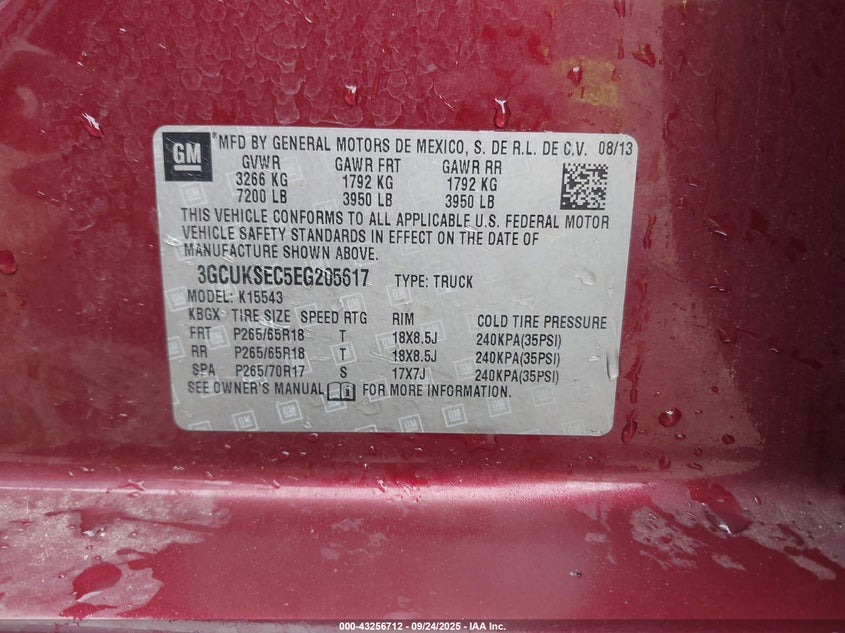 GM
®MFD BY GENERAL MOTORS DE MEXICO, S. DE R.L. DE C.V. 08/13
GVWR GAWR FRT GAWR RR
3266 KG 1792 KG 1792 KG
7200 LB 3950 LB 3950 LB
THIS VEHICLE CONFORMS TO ALL APPLICABLE U.S. FEDERAL MOTOR
VEHICLE SAFETY STANDARDS IN EFFECT ON THE DATE OF
MANUFACTURE SHOWN ABOVE.
3GCUKSEC5EG205617 TYPE: TRUCK
MODEL: K15543
KBGX TIRE SIZE SPEED RTG RIM COLD TIRE PRESSURE
FRT P265/65R18 T 18X8.5J 240KPA(35PSI)
RR P265/65R18 T 18X8.5J 240KPA(35PSI)
SPA P265/70R17 S 17X7J 240KPA(35PSI)
SEE OWNER'S MANUAL FOR MORE INFORMATION.
000-43256712 - 09/24/2025 - IAA Inc.